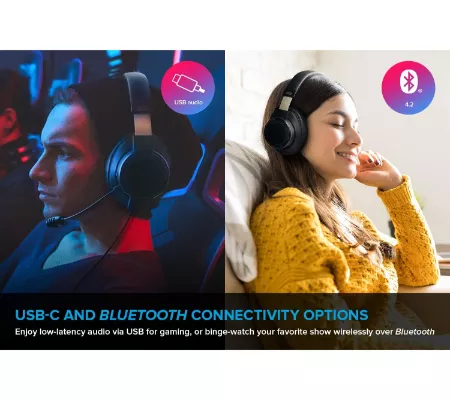 USB audio
4.2
USB-C AND BLUETOOTH CONNECTIVITY OPTIONS
Enjoy low-latency audio via USB for gaming, or binge-watch your favorite show wirelessly over Bluetooth